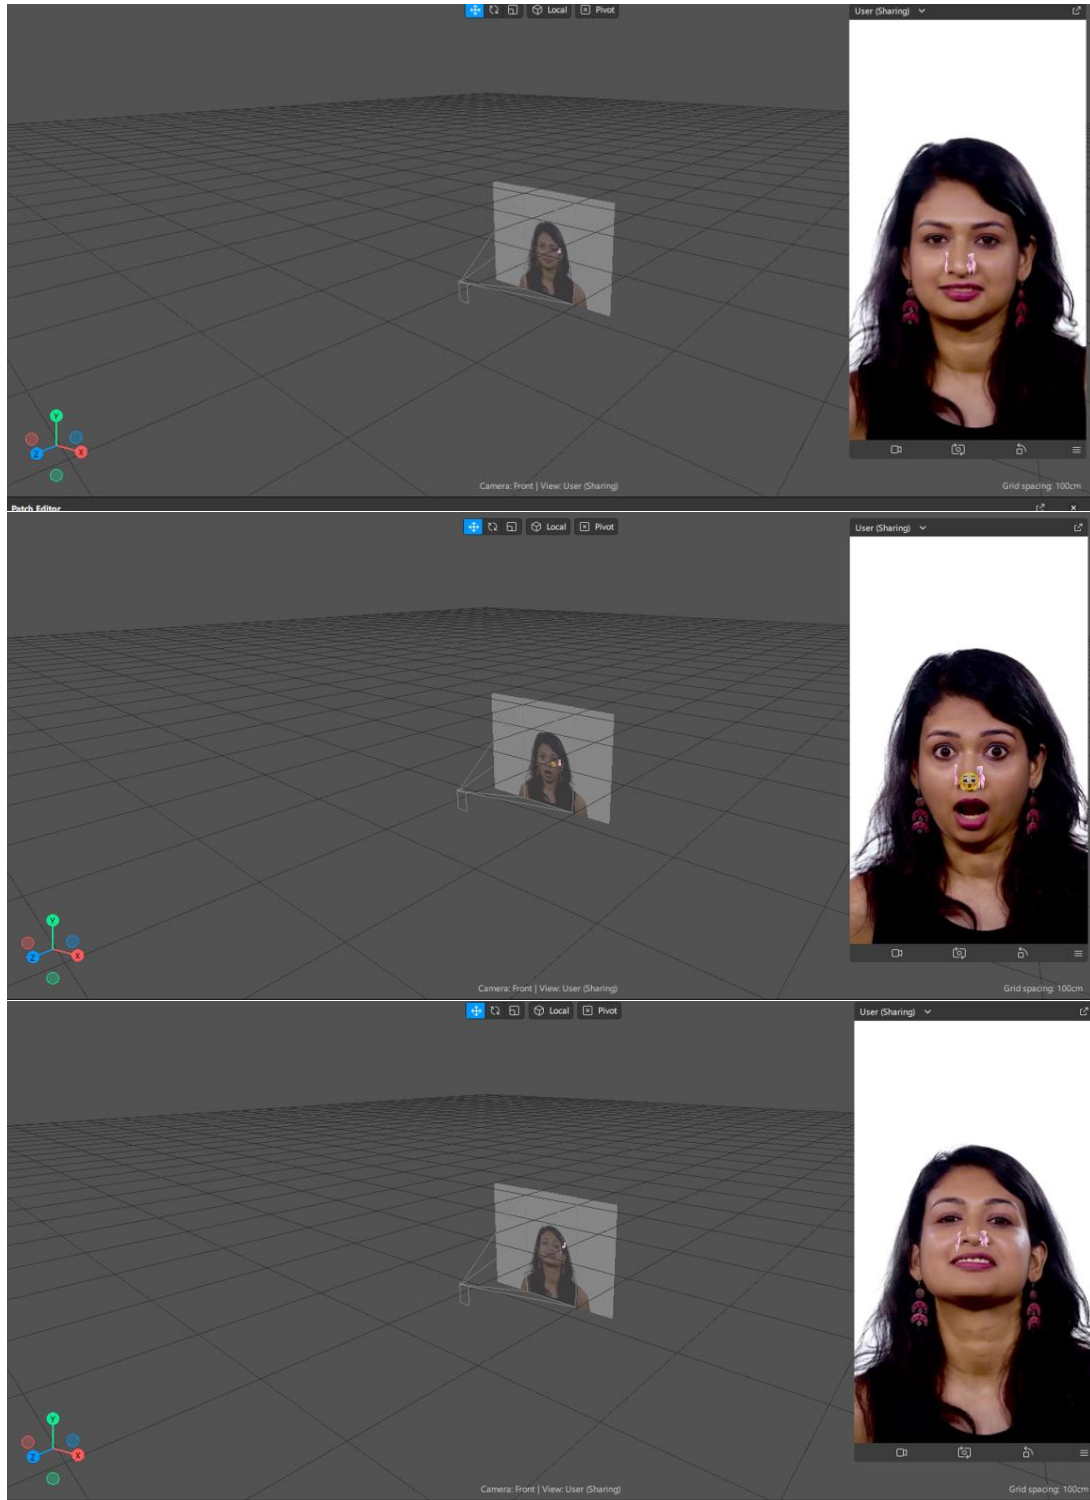 Local Pivot User (Sharing)
Y
X
Z
Camera: Front | View: User (Sharing) Grid spacing: 100cm
Patch Editor
Local Pivot User (Sharing)
Y
X
Z
Camera: Front | View: User (Sharing) Grid spacing: 100cm
Local Pivot User (Sharing)
Y
X
Z
Camera: Front | View: User (Sharing) Grid spacing: 100cm